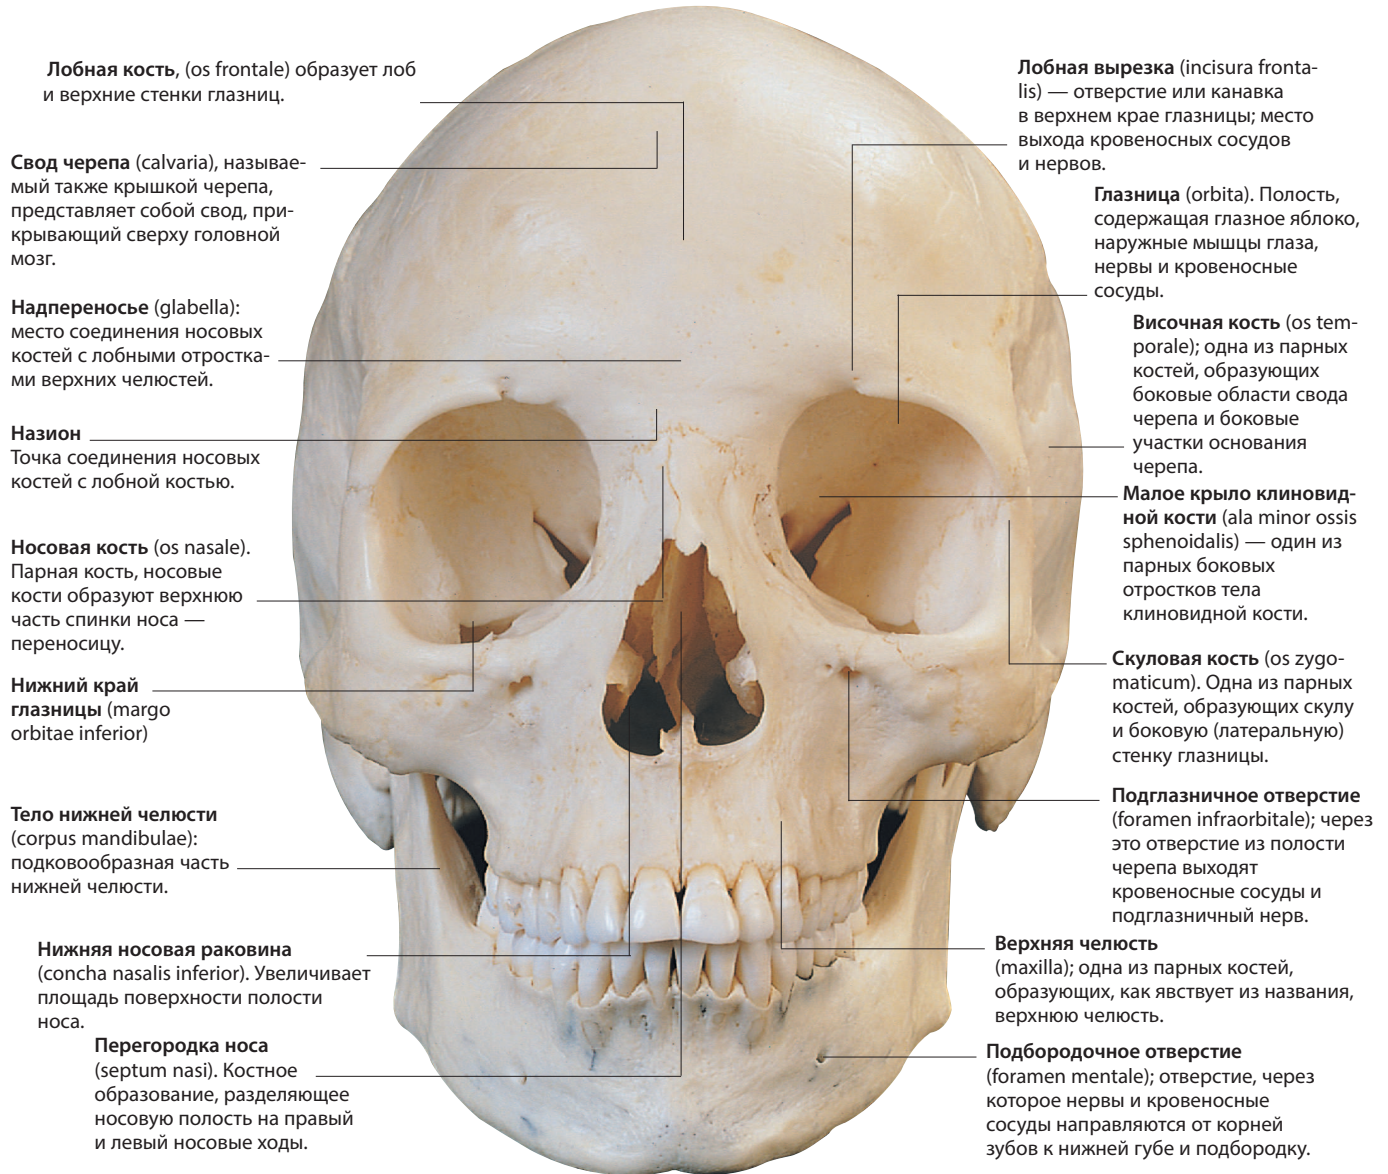 Лобная кость, (os frontale) образует лоб
и верхние стенки глазниц.
Свод черепа (calvaria), называе-
мый также крышкой черепа,
представляет собой свод, при-
крывающий сверху головной
мозг.
Надпереносье (glabella):
место соединения носовых
костей с лобными отростка-
ми верхних челюстей.
Назион
Точка соединения носовых
костей с лобной костью.
Носовая кость (os nasale).
Парная кость, носовые
кости образуют верхнюю
часть спинки носа —
переносицу.
Нижний край
глазницы (margo
orbitae inferior)
Тело нижней челюсти
(corpus mandibulae):
подковообразная часть
нижней челюсти.
Нижняя носовая раковина
(concha nasalis inferior). Увеличивает
площадь поверхности полости
носа.
Перегородка носа
(septum nasi). Костное
образование, разделяющее
носовую полость на правый
и левый носовые ходы.
Лобная вырезка (incisura fronta-
lis) — отверстие или канавка
в верхнем крае глазницы; место
выхода кровеносных сосудов
и нервов.
Глазница (orbita). Полость,
содержащая глазное яблоко,
наружные мышцы глаза,
нервы и кровеносные
сосуды.
Височная кость (os tem-
porale); одна из парных
костей, образующих
боковые области свода
черепа и боковые
участки основания
черепа.
Малое крыло клиновид-
ной кости (ala minor ossis
sphenoidalis) — один из
парных боковых
отростков тела
клиновидной кости.
Скуловая кость (os zygo-
maticum). Одна из парных
костей, образующих скулу
и боковую (латеральную)
стенку глазницы.
Подглазничное отверстие
(foramen infraorbitale); через
это отверстие из полости
черепа выходят
кровеносные сосуды и
подглазничный нерв.
Верхняя челюсть
(maxilla); одна из парных костей,
образующих, как явствует из названия,
верхнюю челюсть.
Подбородочное отверстие
(foramen mentale); отверстие, через
которое нервы и кровеносные
сосуды направляются от корней
зубов к нижней губе и подбородку.